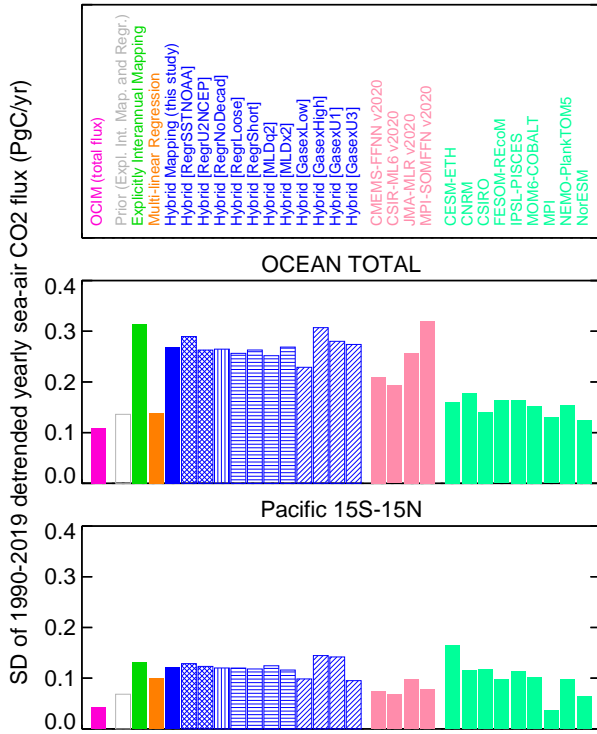 SD of 1990-2019 detrended yearly sea-air CO2 flux (PgC/yr)
OCIM (total flux)
Prior (Expl. Int. Map. and Regr.)
Explicitly Interannual Mapping
Multi-linear Regression
Hybrid Mapping (this study)
Hybrid [RegrSSTNOAA]
Hybrid [RegrU2NCEP]
Hybrid [RegrNoDecad]
Hybrid [RegrLoose]
Hybrid [RegrShort]
Hybrid [MLDq2]
Hybrid [MLDx2]
Hybrid [GasexLow]
Hybrid [GasexHigh]
Hybrid [GasexU1]
Hybrid [GasexU3]
CMEMS-FFNN v2020
CSIR-ML6 v2020
JMA-MLR v2020
MPI-SOMFFN v2020
CESM-ETH
CNRM
CSIRO
FESOM-REcoM
IPSL-PISCES
MOM6-COBALT
MPI
NEMO-PlankTOM5
NorESM
OCEAN TOTAL
0.4
0.3
0.2
0.1
0.0
Pacific 15S-15N
0.4
0.3
0.2
0.1
0.0